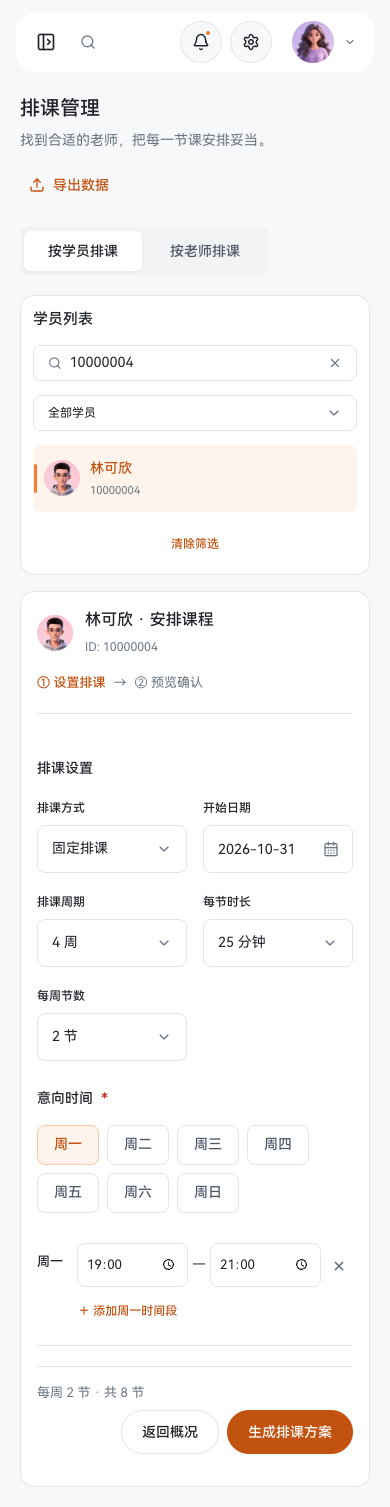 排课管理
找到合适的老师，把每一节课安排妥当。
导出数据
按学员排课 按老师排课
学员列表
10000004
全部学员
林可欣
10000004
清除筛选
林可欣 · 安排课程
ID: 10000004
① 设置排课 → ② 预览确认
排课设置
排课方式 开始日期
固定排课 2026-10-31
排课周期 每节时长
4 周 25 分钟
每周节数
2 节
意向时间 *
周一 周二 周三 周四
周五 周六 周日
周一 19:00 — 21:00
+ 添加周一时间段
每周 2 节 · 共 8 节
返回概况 生成排课方案